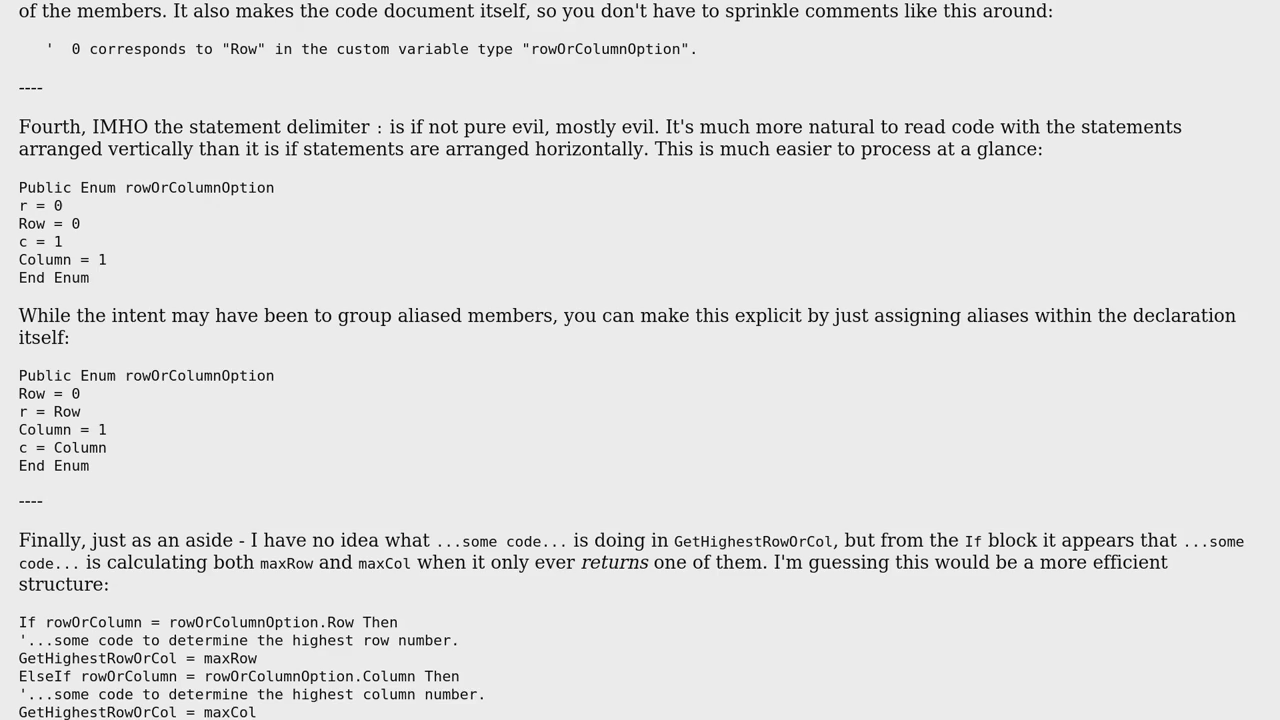 of the members. It also makes the code document itself, so you don't have to sprinkle comments like this around:
'  0 corresponds to "Row" in the custom variable type "rowOrColumnOption".
----
Fourth, IMHO the statement delimiter : is if not pure evil, mostly evil. It's much more natural to read code with the statements
arranged vertically than it is if statements are arranged horizontally. This is much easier to process at a glance:
Public Enum rowOrColumnOption
r = 0
Row = 0
c = 1
Column = 1
End Enum
While the intent may have been to group aliased members, you can make this explicit by just assigning aliases within the declaration
itself:
Public Enum rowOrColumnOption
Row = 0
r = Row
Column = 1
c = Column
End Enum
----
Finally, just as an aside - I have no idea what ...some code... is doing in GetHighestRowOrCol, but from the If block it appears that ...some
code... is calculating both maxRow and maxCol when it only ever returns one of them. I'm guessing this would be a more efficient
structure:
If rowOrColumn = rowOrColumnOption.Row Then
'...some code to determine the highest row number.
GetHighestRowOrCol = maxRow
ElseIf rowOrColumn = rowOrColumnOption.Column Then
'...some code to determine the highest column number.
GetHighestRowOrCol = maxCol